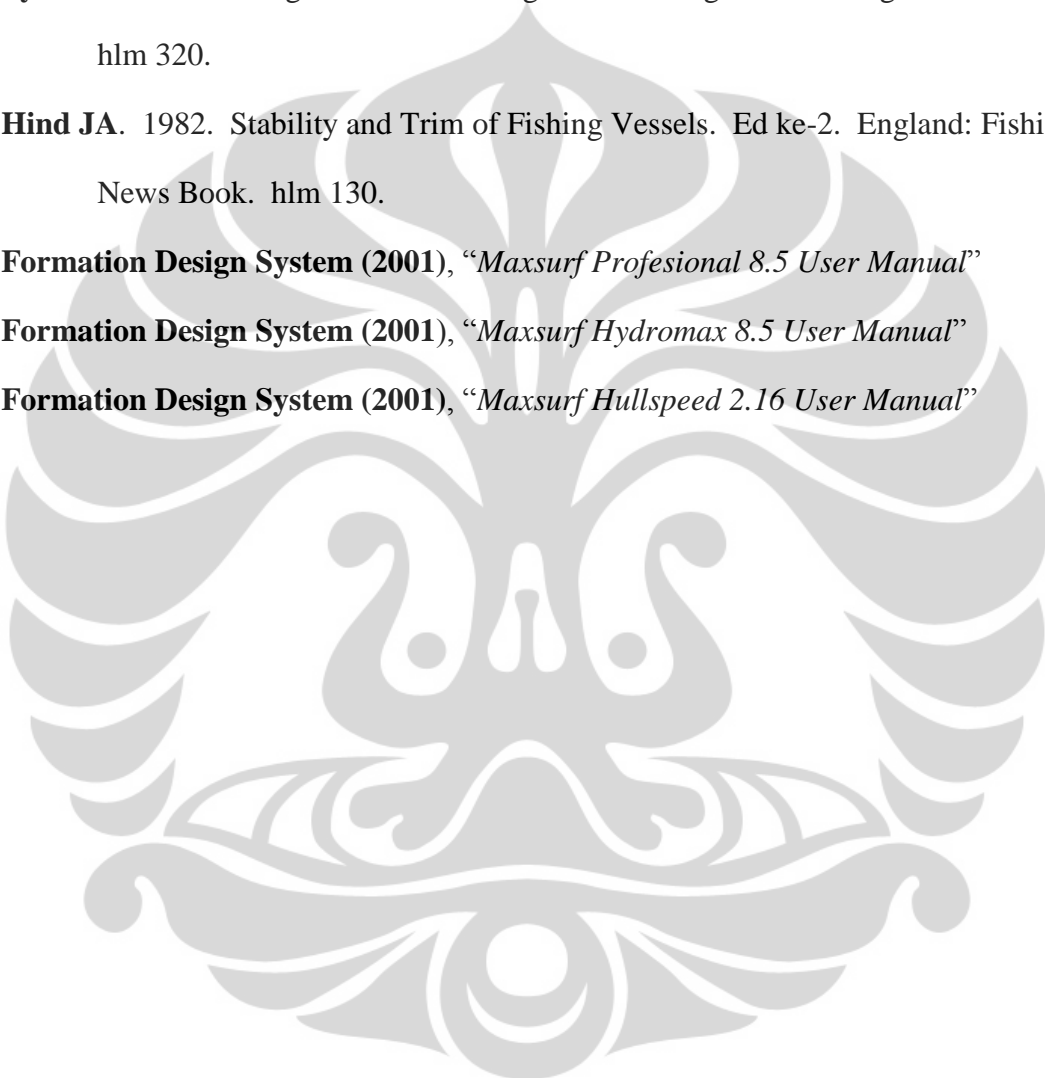 hlm 320.
Hind JA. 1982. Stability and Trim of Fishing Vessels. Ed ke-2. England: Fishi
News Book. hlm 130.
Formation Design System (2001), “Maxsurf Profesional 8.5 User Manual”
Formation Design System (2001), “Maxsurf Hydromax 8.5 User Manual”
Formation Design System (2001), “Maxsurf Hullspeed 2.16 User Manual”